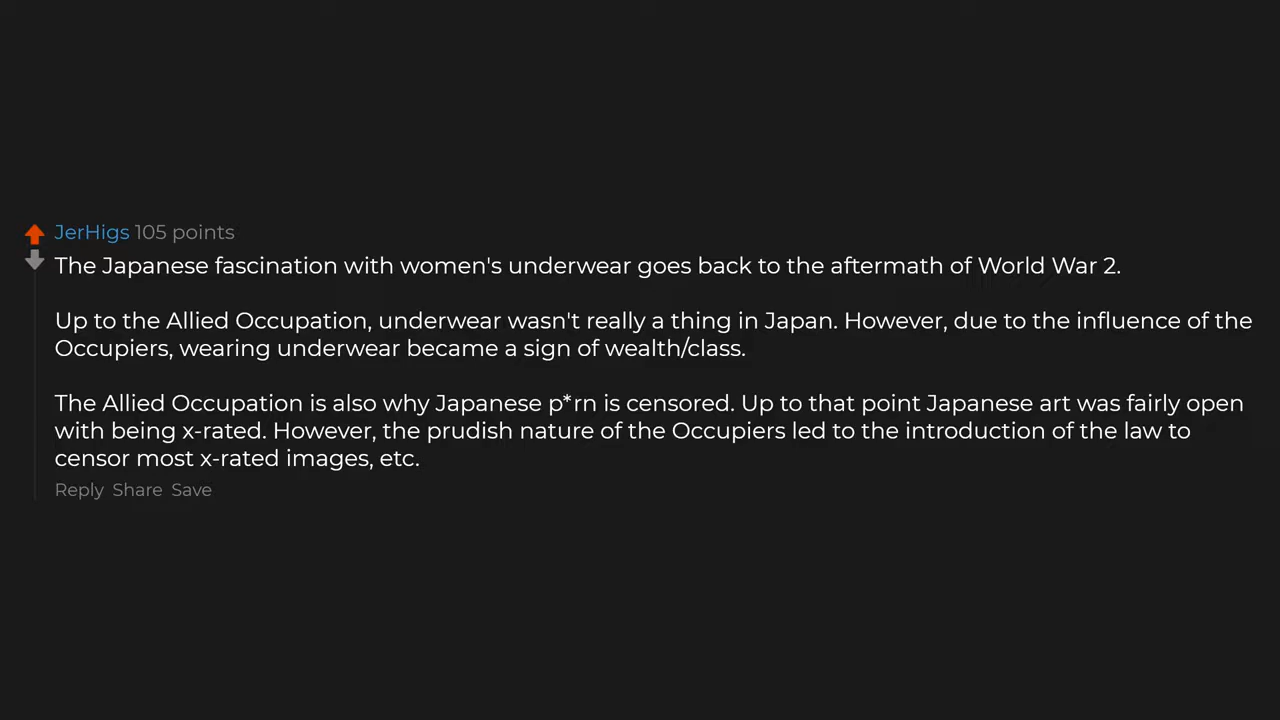 JerHigs 105 points
The Japanese fascination with women's underwear goes back to the aftermath of World War 2.
Up to the Allied Occupation, underwear wasn't really a thing in Japan. However, due to the influence of the
Occupiers, wearing underwear became a sign of wealth/class.
The Allied Occupation is also why Japanese p*rn is censored. Up to that point Japanese art was fairly open
with being x-rated. However, the prudish nature of the Occupiers led to the introduction of the law to
censor most x-rated images, etc.
Reply Share Save